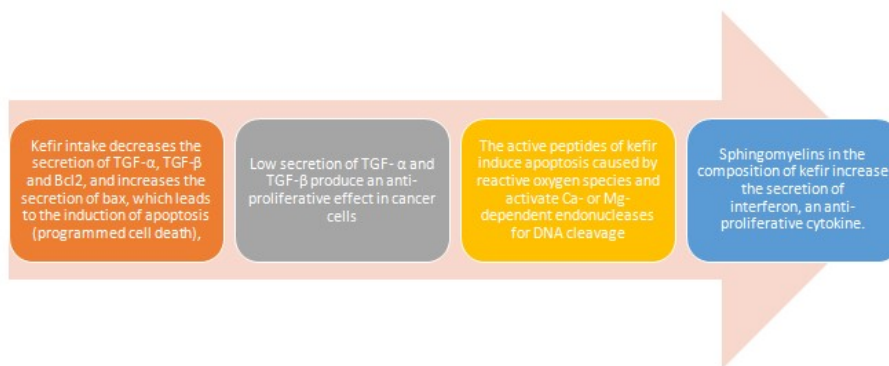 Kefir intake decreases the
secretion of TGF-α, TGF-β
and Bcl2, and increases the
secretion of bax, which leads
to the induction of apoptosis
(programmed cell death),
Low secretion of TGF- α and
TGF-β produce an anti-
proliferative effect in cancer
cells
The active peptides of kefir
induce apoptosis caused by
reactive oxygen species and
activate Ca- or Mg-
dependent endonucleases
for DNA cleavage
Sphingomyelins in the
composition of kefir increase
the secretion of
interferon, an anti-
proliferative cytokine.